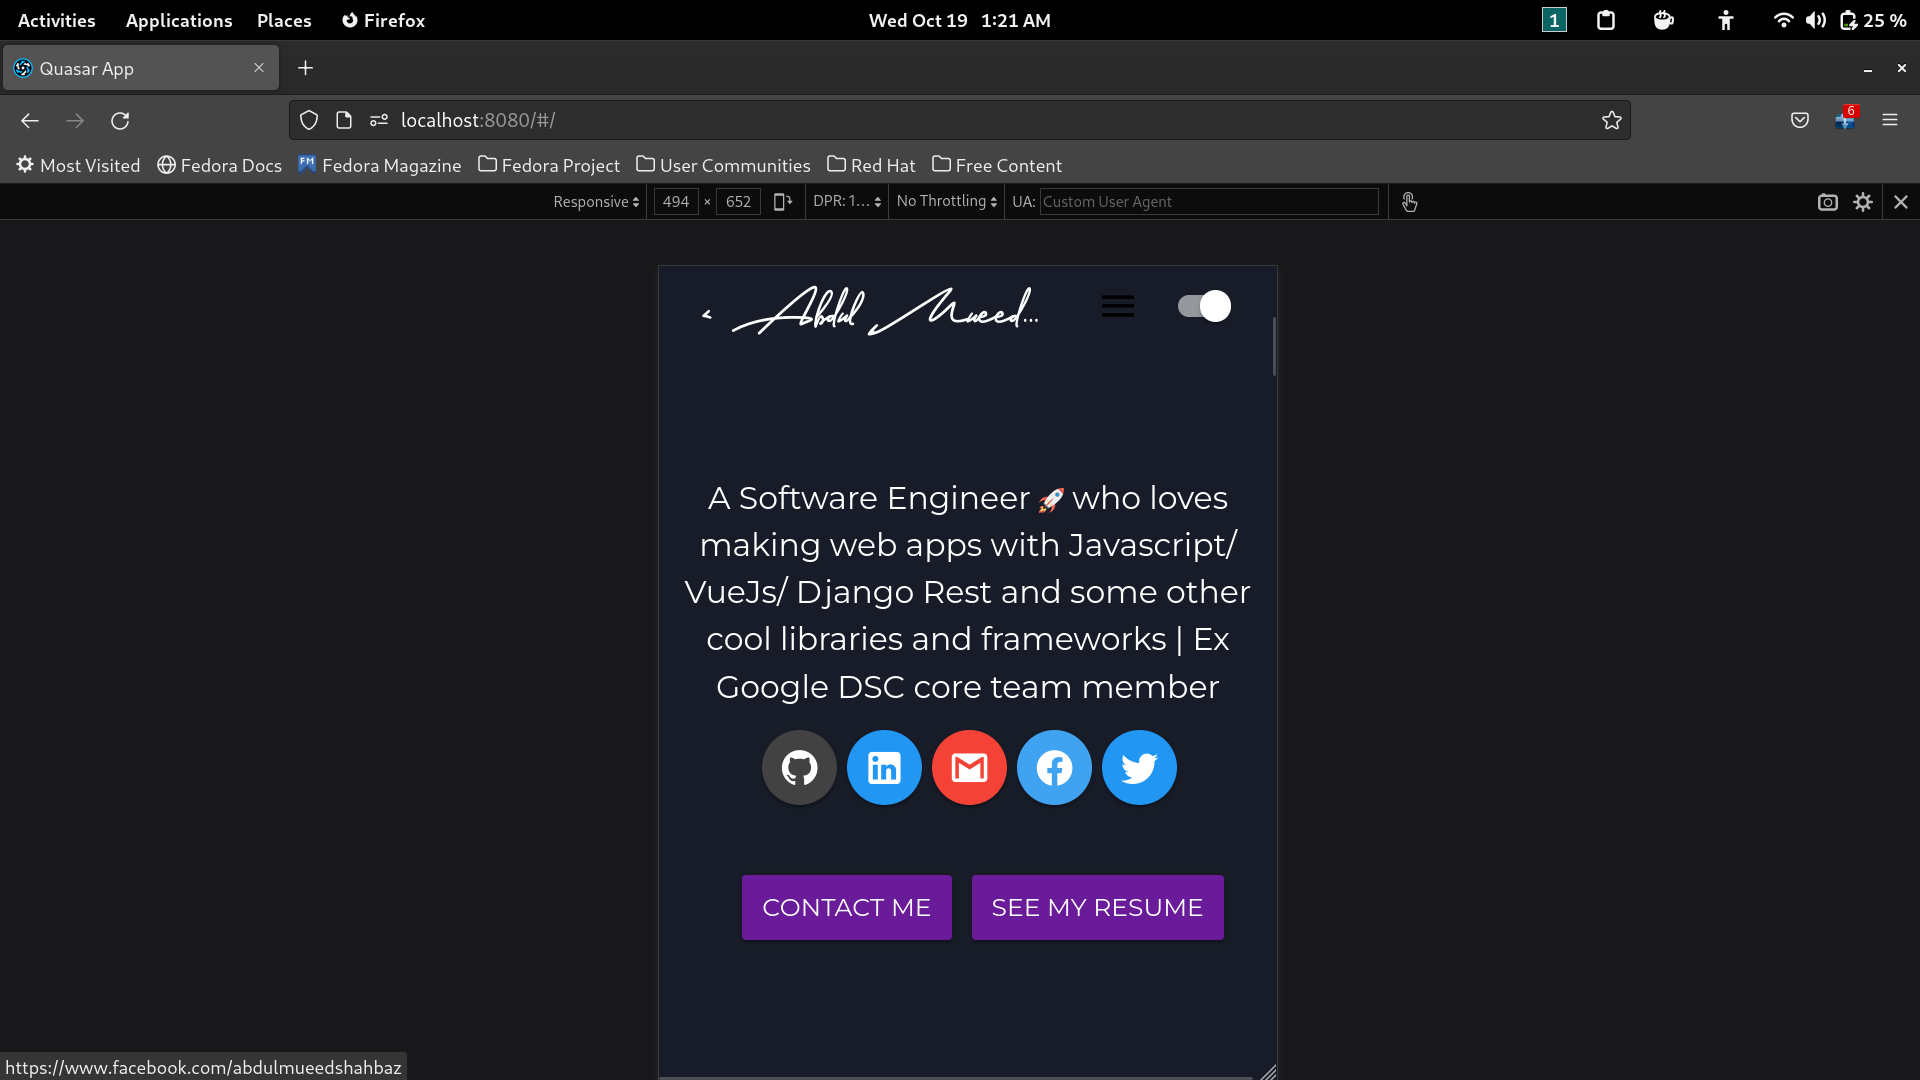 Activities Applications Places Firefox Wed Oct 19 1:21 AM 1 25 %
Quasar App
localhost:8080/#/ 6
Most Visited Fedora Docs FM Fedora Magazine Fedora Project User Communities Red Hat Free Content
Responsive 494 × 652 DPR: 1... No Throttling UA: Custom User Agent
< Abdul Mueed...
A Software Engineer 🚀 who loves
making web apps with Javascript/
VueJs/ Django Rest and some other
cool libraries and frameworks | Ex
Google DSC core team member
in
CONTACT ME SEE MY RESUME
https://www.facebook.com/abdulmueedshahbaz